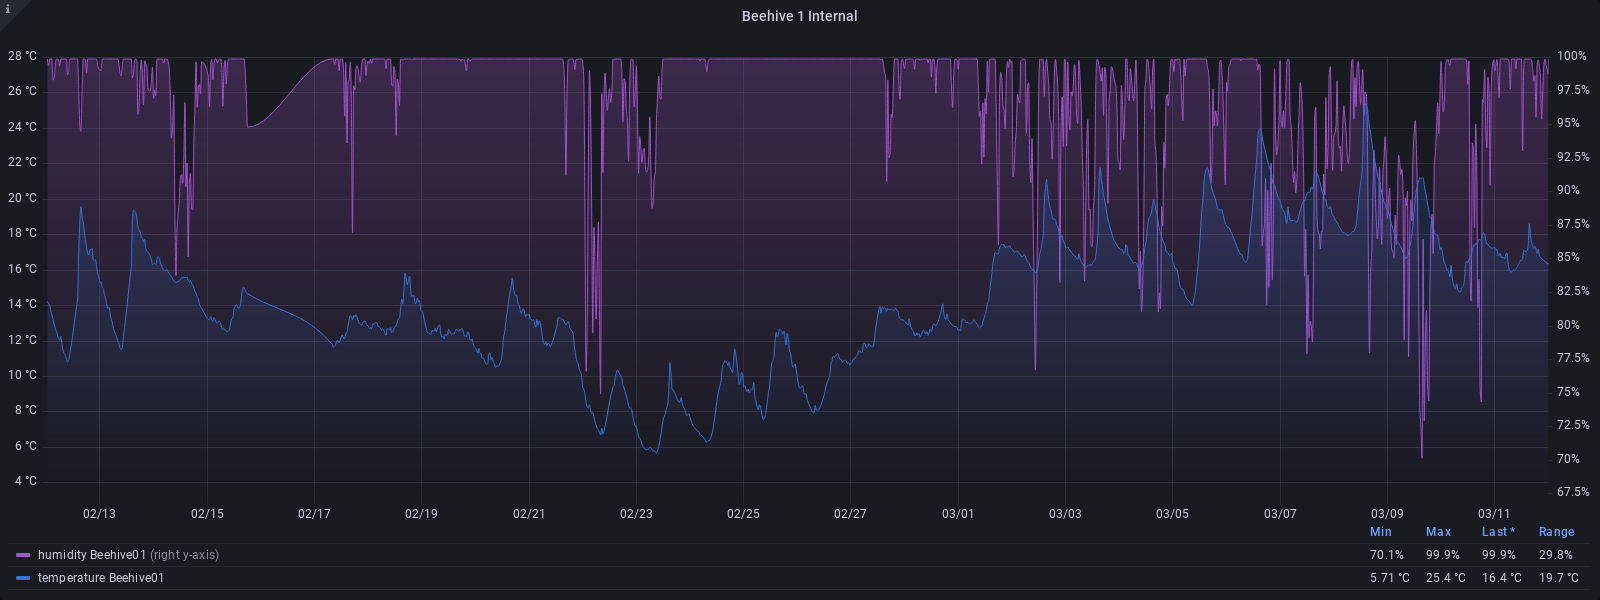 i
Beehive 1 Internal
28 °C
26 °C
24 °C
22 °C
20 °C
18 °C
16 °C
14 °C
12 °C
10 °C
8 °C
6 °C
4 °C
100%
97.5%
95%
92.5%
90%
87.5%
85%
82.5%
80%
77.5%
75%
72.5%
70%
67.5%
02/13 02/15 02/17 02/19 02/21 02/23 02/25 02/27 03/01 03/03 03/05 03/07 03/09 03/11
Min Max Last * Range
humidity Beehive01 (right y-axis) 70.1% 99.9% 99.9% 29.8%
temperature Beehive01 5.71 °C 25.4 °C 16.4 °C 19.7 °C